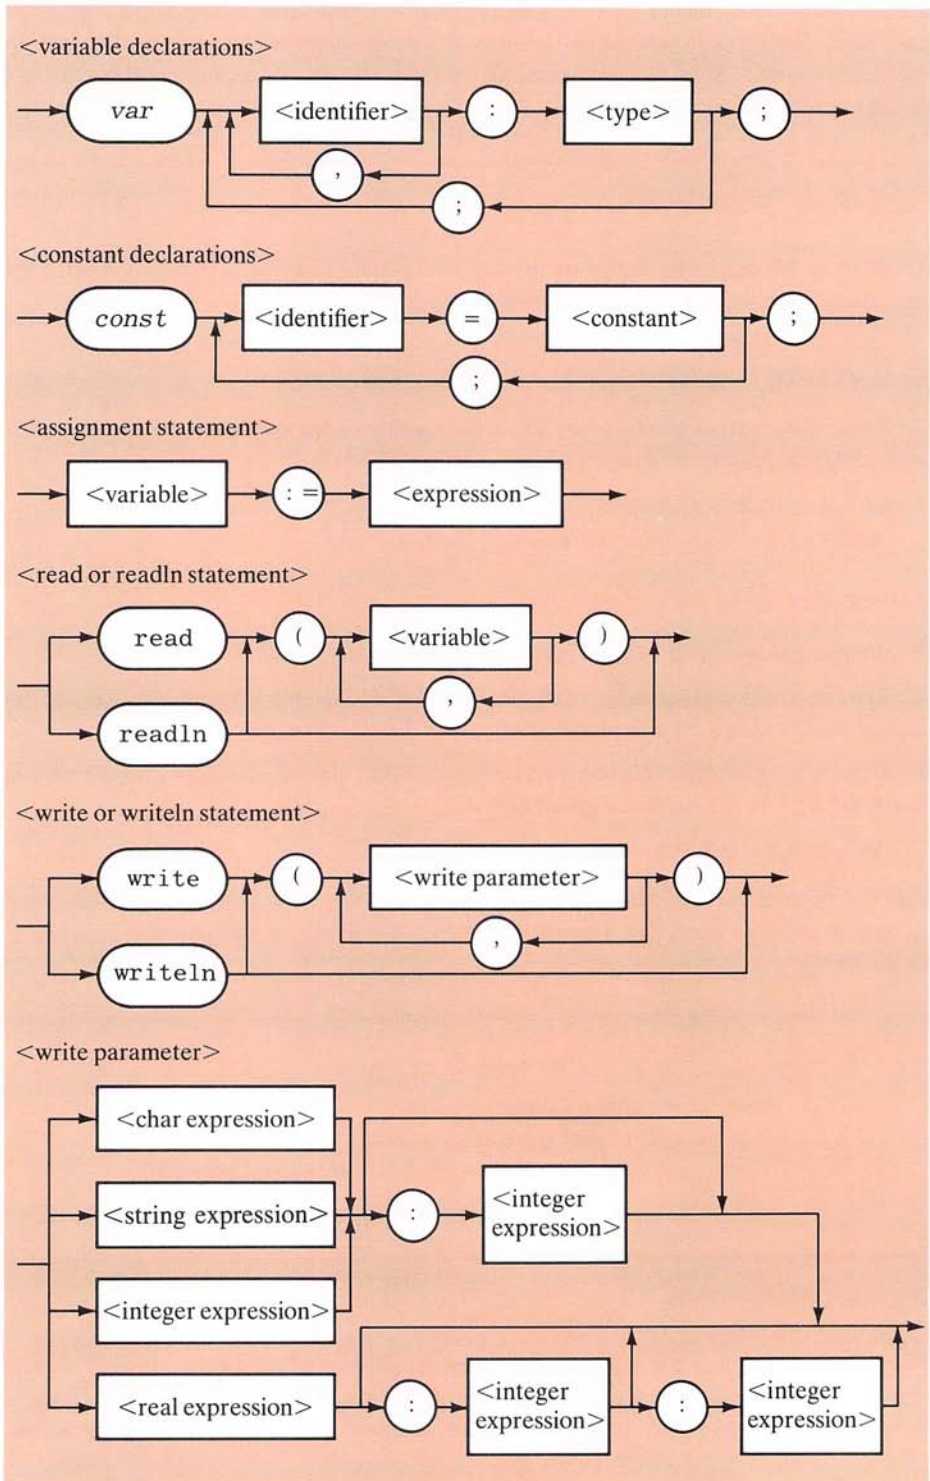 <variable declarations>
var <identifier> : <type> ;
,
;
<constant declarations>
const <identifier> = <constant> ;
;
<assignment statement>
<variable> := <expression>
<read or readln statement>
read ( <variable> )
,
readln
<write or writeln statement>
write ( <write parameter> )
,
writeln
<write parameter>
<char expression>
<string expression> : <integer
expression>
<integer expression>
<real expression> : <integer
expression> : <integer
expression>